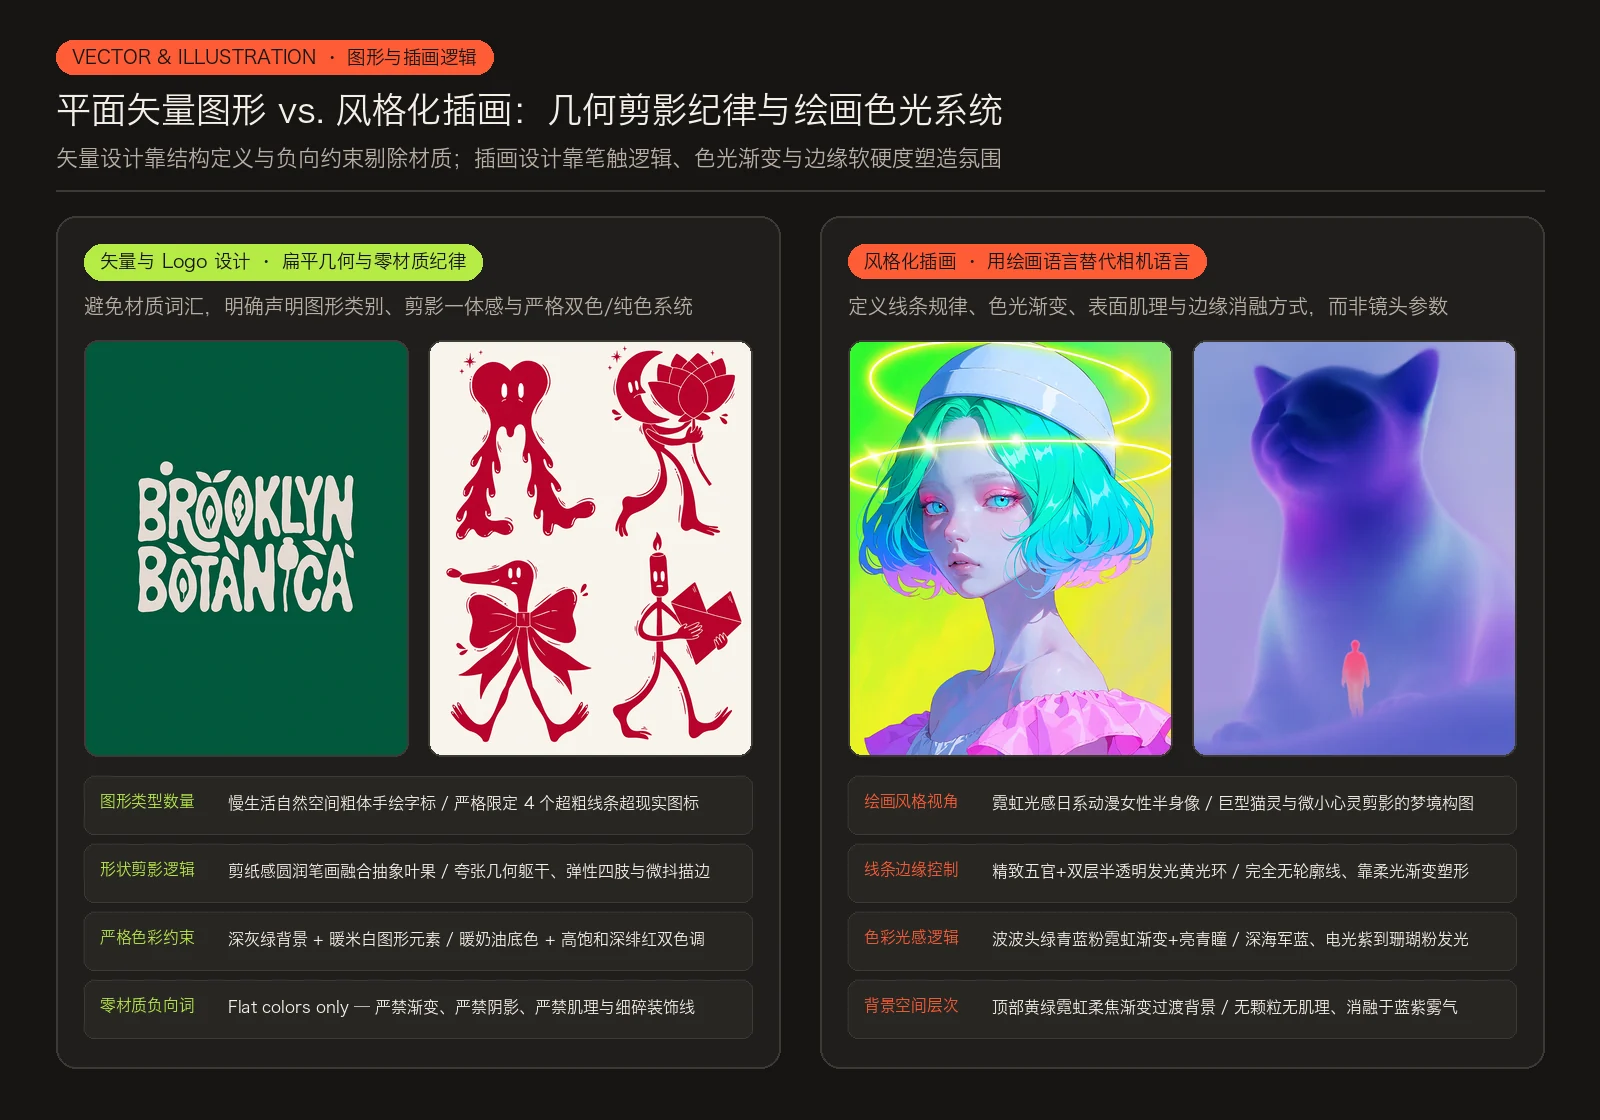 VECTOR & ILLUSTRATION · 图形与插画逻辑
平面矢量图形 vs. 风格化插画：几何剪影纪律与绘画色光系统
矢量设计靠结构定义与负向约束剔除材质；插画设计靠笔触逻辑、色光渐变与边缘软硬度塑造氛围
矢量与 Logo 设计 · 扁平几何与零材质纪律
避免材质词汇，明确声明图形类别、剪影一体感与严格双色/纯色系统
BROOKLYN
BOTANICA
图形类型数量 慢生活自然空间粗体手绘字标 / 严格限定 4 个超粗线条超现实图标
形状剪影逻辑 剪纸感圆润笔画融合抽象叶果 / 夸张几何躯干、弹性四肢与微抖描边
严格色彩约束 深灰绿背景 + 暖米白图形元素 / 暖奶油底色 + 高饱和深绯红双色调
零材质负向词 Flat colors only — 严禁渐变、严禁阴影、严禁肌理与细碎装饰线
风格化插画 · 用绘画语言替代相机语言
定义线条规律、色光渐变、表面肌理与边缘消融方式，而非镜头参数
绘画风格视角 霓虹光感日系动漫女性半身像 / 巨型猫灵与微小心灵剪影的梦境构图
线条边缘控制 精致五官+双层半透明发光黄光环 / 完全无轮廓线、靠柔光渐变塑形
色彩光感逻辑 波波头绿青蓝粉霓虹渐变+亮青瞳 / 深海军蓝、电光紫到珊瑚粉发光
背景空间层次 顶部黄绿霓虹柔焦渐变过渡背景 / 无颗粒无肌理、消融于蓝紫雾气